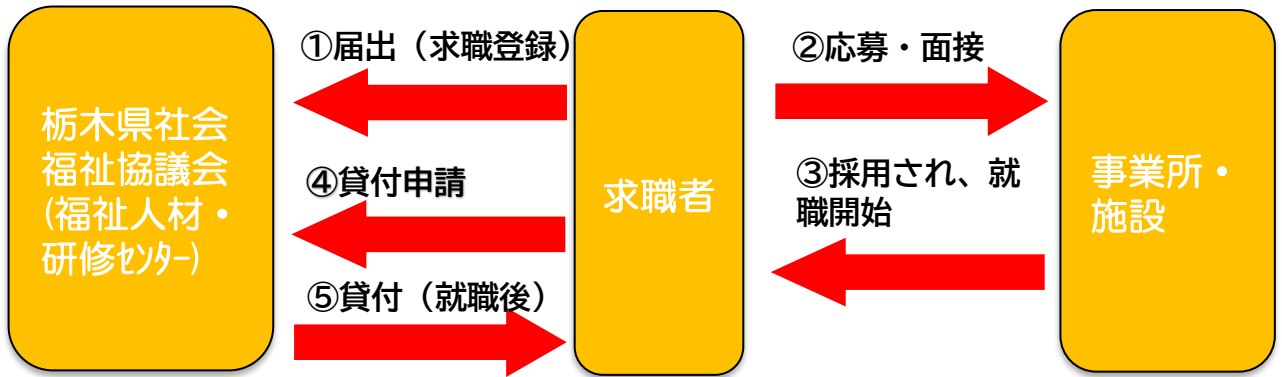 栃木県社会
福祉協議会
(福祉人材・
研修ｾﾝﾀｰ)
①届出（求職登録）
④貸付申請
⑤貸付（就職後）
求職者
②応募・面接
③採用され、就
職開始
事業所・
施設